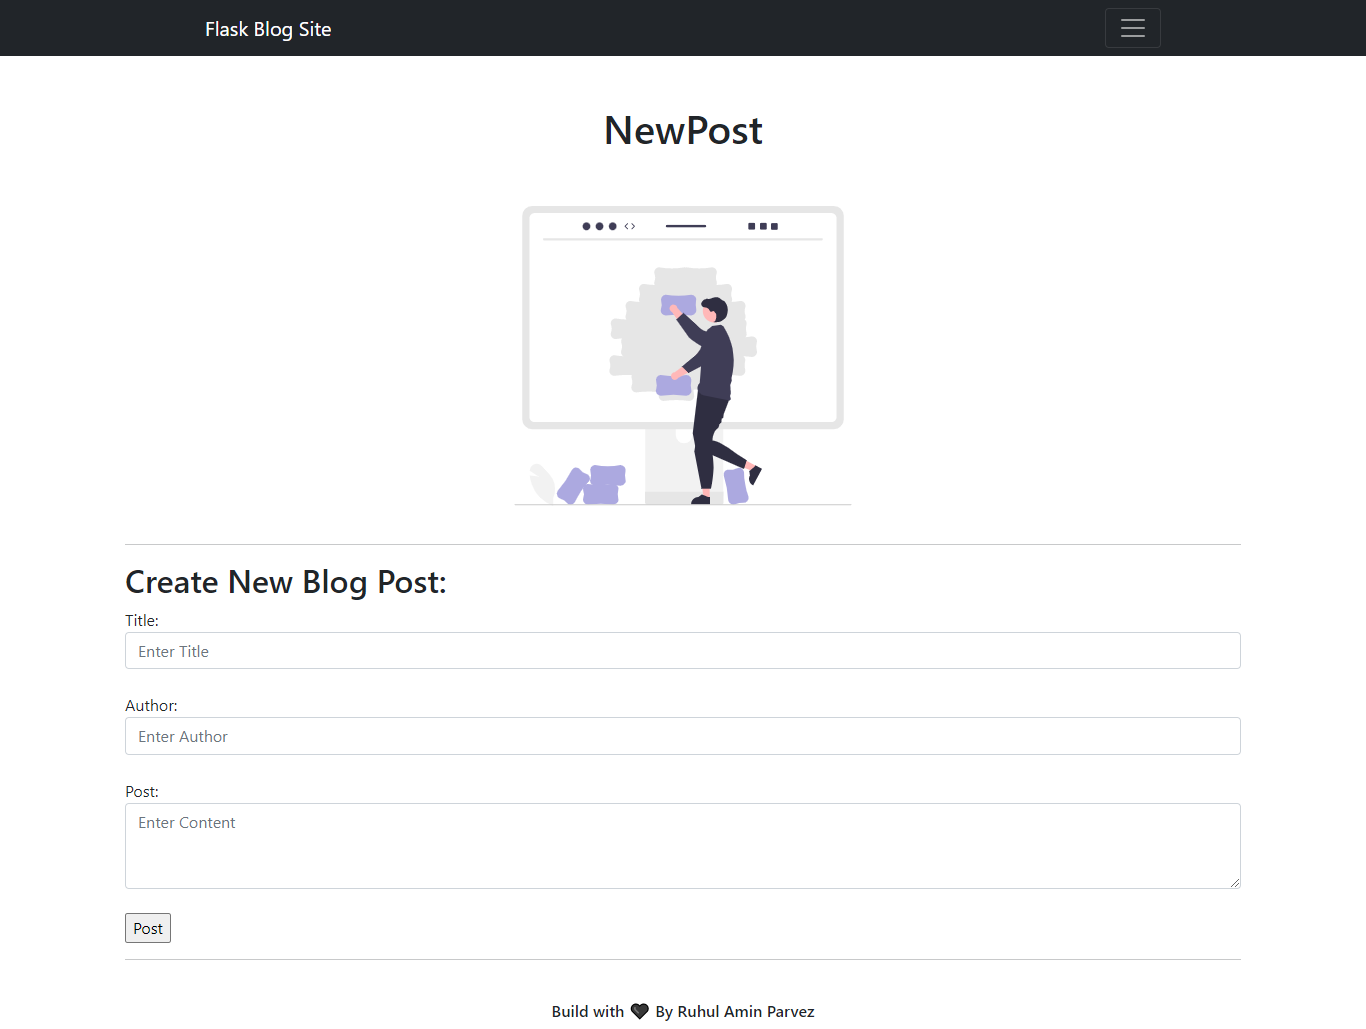 Flask Blog Site
NewPost
Create New Blog Post:
Title:
Enter Title
Author:
Enter Author
Post:
Enter Content
Post
Build with 🖤 By Ruhul Amin Parvez